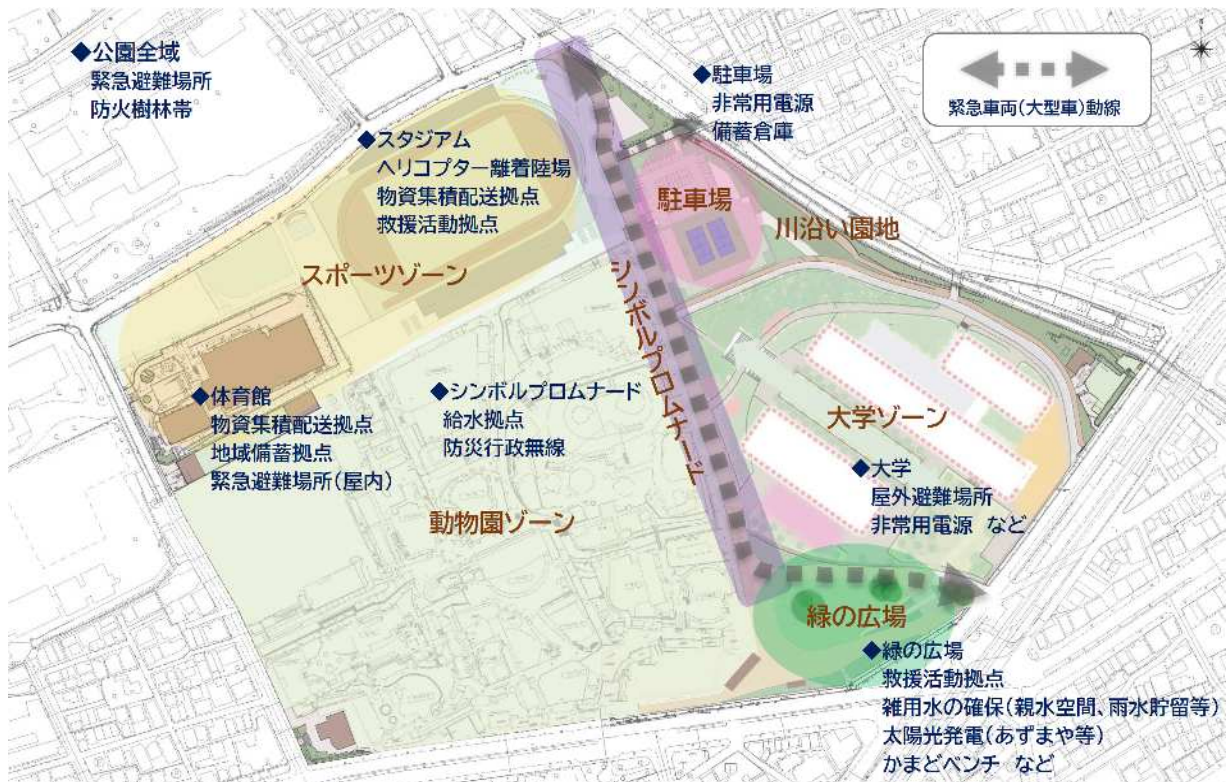 ◆公園全域
緊急避難場所
防火樹林帯
緊急車両(大型車)動線
◆駐車場
非常用電源
備蓄倉庫
◆スタジアム
ヘリコプター離着陸場
物資集積配送拠点
救援活動拠点
スポーツゾーン
駐車場
川沿い園地
シンボルプロムナード
◆体育館
物資集積配送拠点
地域備蓄拠点
緊急避難場所(屋内)
◆シンボルプロムナード
給水拠点
防災行政無線
動物園ゾーン
大学ゾーン
◆大学
屋外避難場所
非常用電源 など
緑の広場
◆緑の広場
救援活動拠点
雑用水の確保(親水空間、雨水貯留等)
太陽光発電(あずまや等)
かまどベンチ など